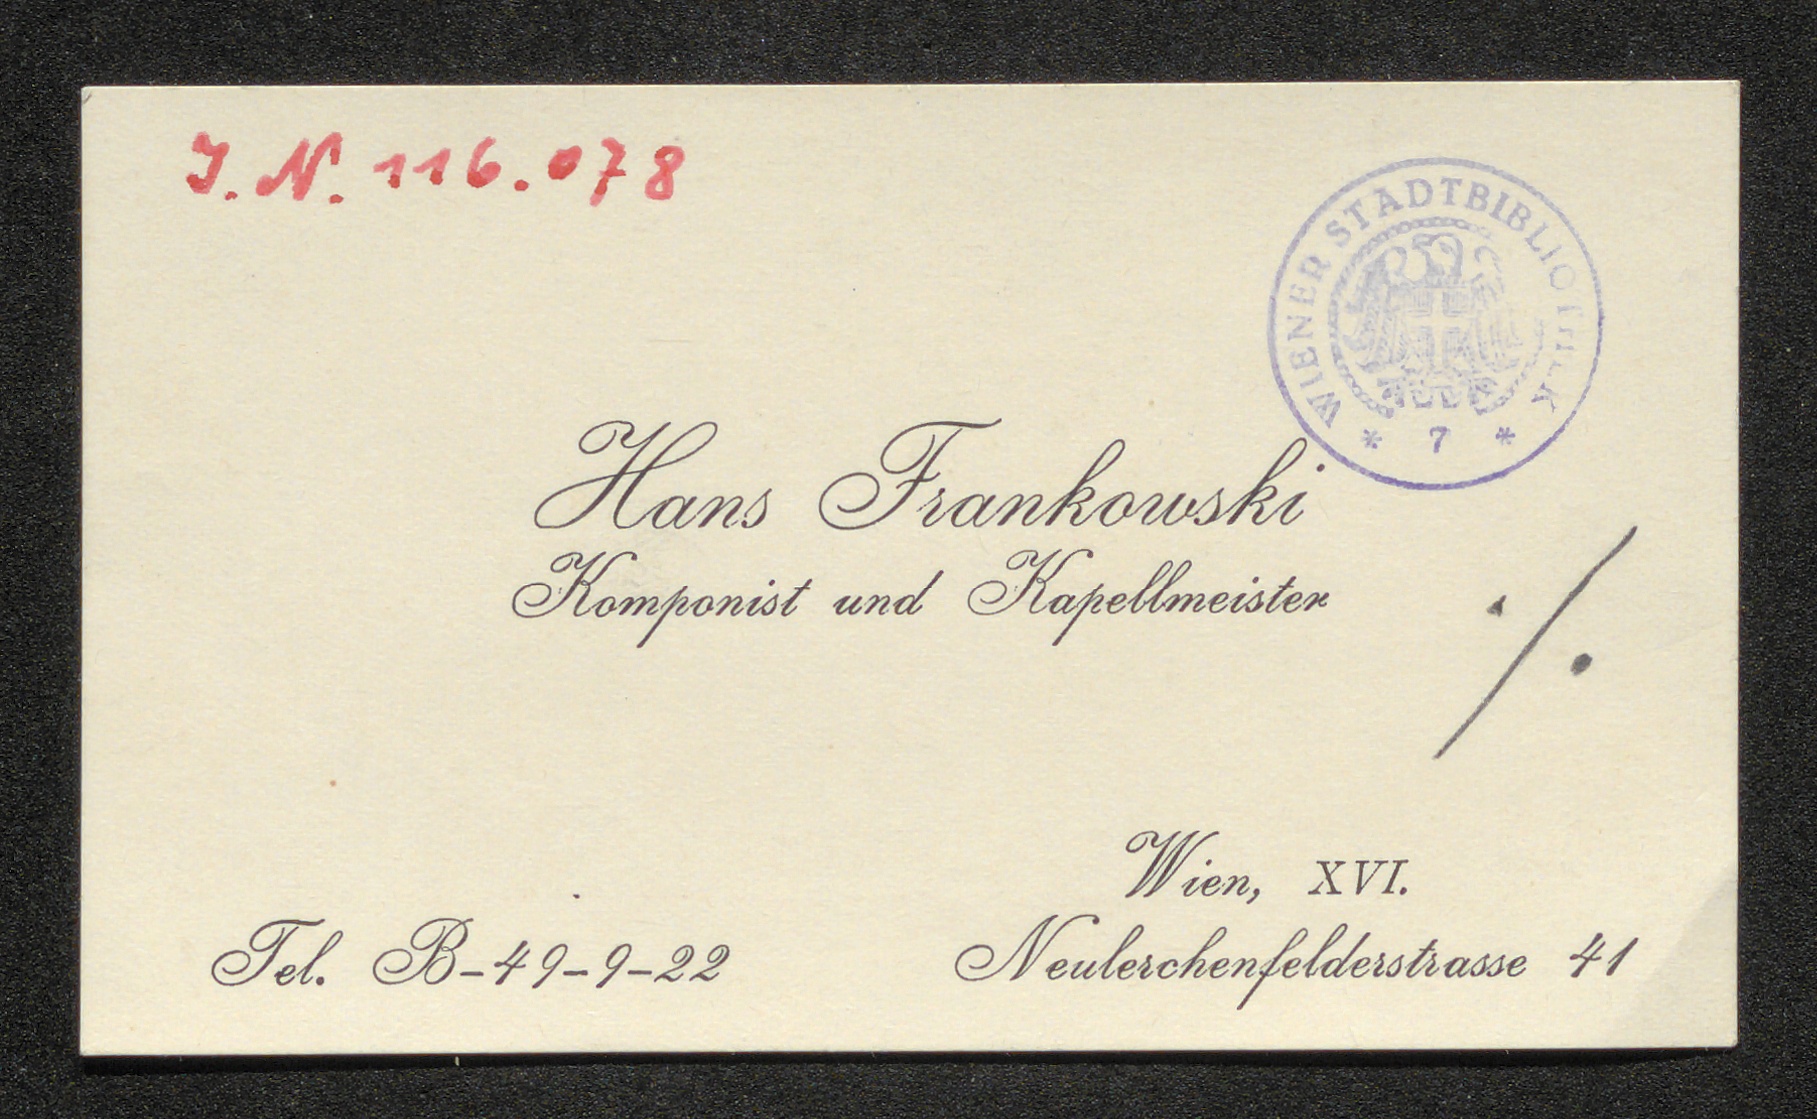 J. N. 116.078
WIENER STADTBIBLIOTHEK
* 7 *
Hans Frankowski
Komponist und Kapellmeister
./.
Wien, XVI.
Tel. B-49-9-22
Neulerchenfelderstrasse 41